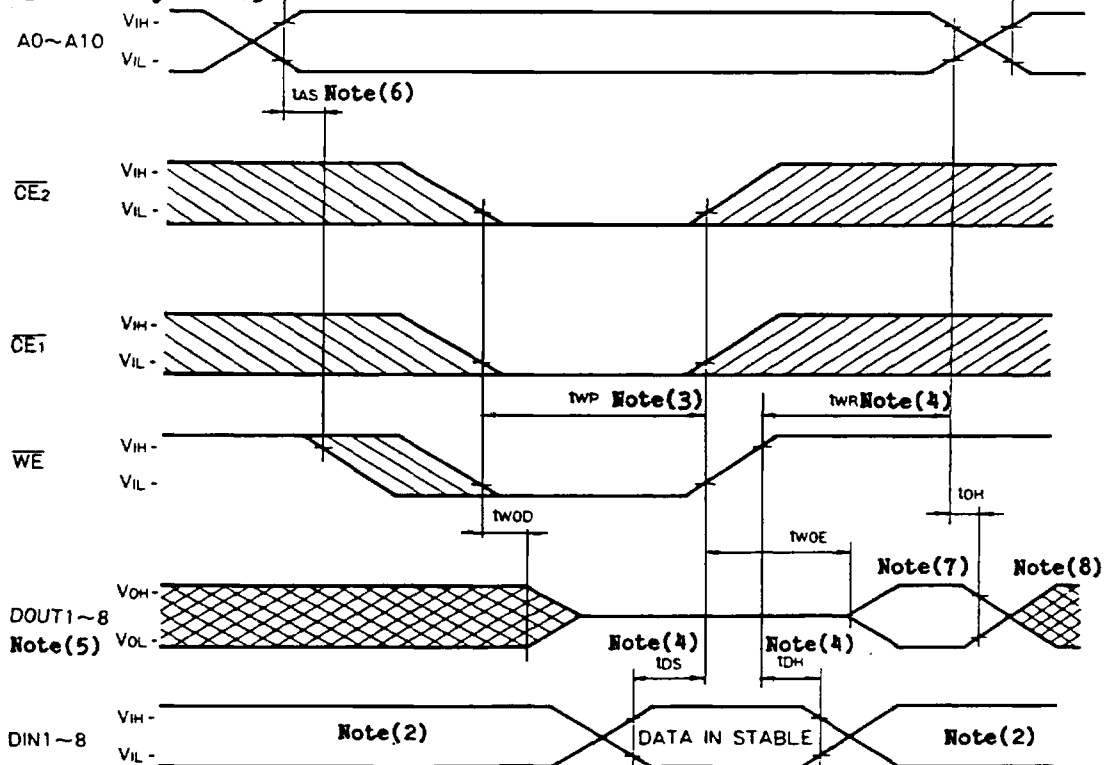 VIH -
A0~A10
VIL -
tAS Note(6)
VIH -
CE2
VIL -
VIH -
CE1
VIL -
tWP Note(3)
tWR Note(4)
VIH -
WE
VIL -
tOH
tWOD
tWOE
Note(7)
Note(8)
VOH -
DOUT1~8
Note(5)
VOL -
Note(4)
Note(4)
tDS
tDH
VIH -
DIN1~8
Note(2)
DATA IN STABLE
Note(2)
VIL -